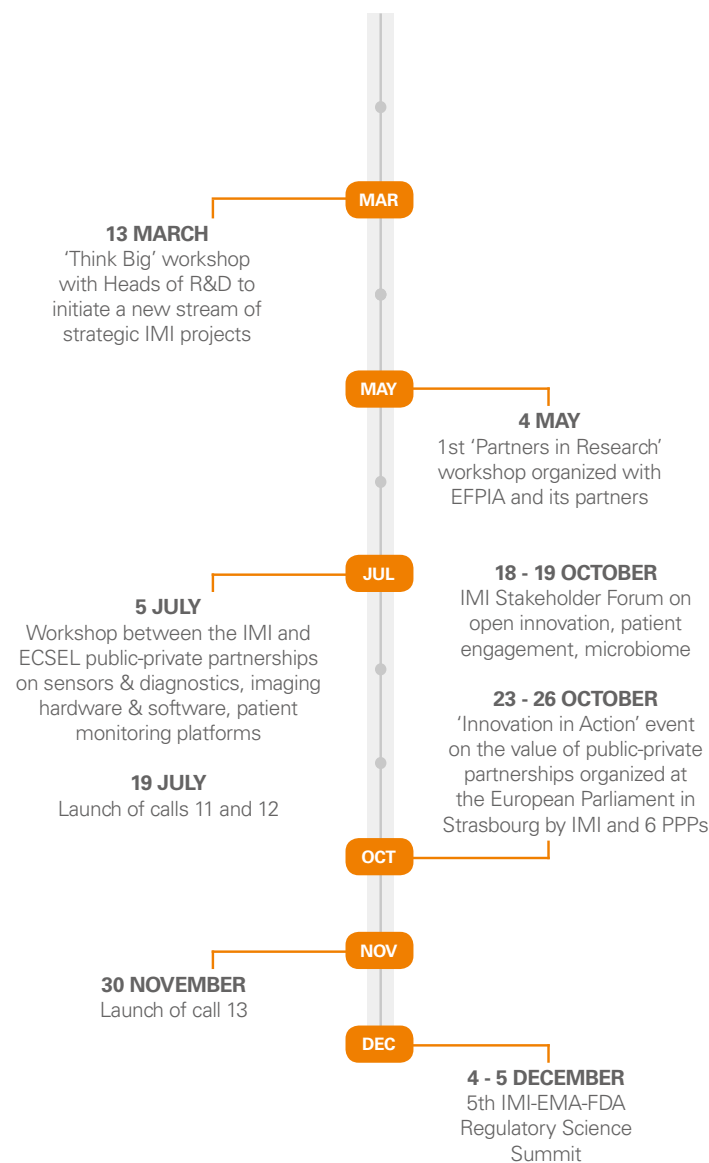 MAR
13 MARCH
‘Think Big’ workshop
with Heads of R&D to
initiate a new stream of
strategic IMI projects
MAY
4 MAY
1st ‘Partners in Research’
workshop organized with
EFPIA and its partners
JUL
5 JULY
Workshop between the IMI and
ECSEL public-private partnerships
on sensors & diagnostics, imaging
hardware & software, patient
monitoring platforms
19 JULY
Launch of calls 11 and 12
18 - 19 OCTOBER
IMI Stakeholder Forum on
open innovation, patient
engagement, microbiome
23 - 26 OCTOBER
‘Innovation in Action’ event
on the value of public-private
partnerships organized at
the European Parliament in
Strasbourg by IMI and 6 PPPs
OCT
NOV
30 NOVEMBER
Launch of call 13
DEC
4 - 5 DECEMBER
5th IMI-EMA-FDA
Regulatory Science
Summit